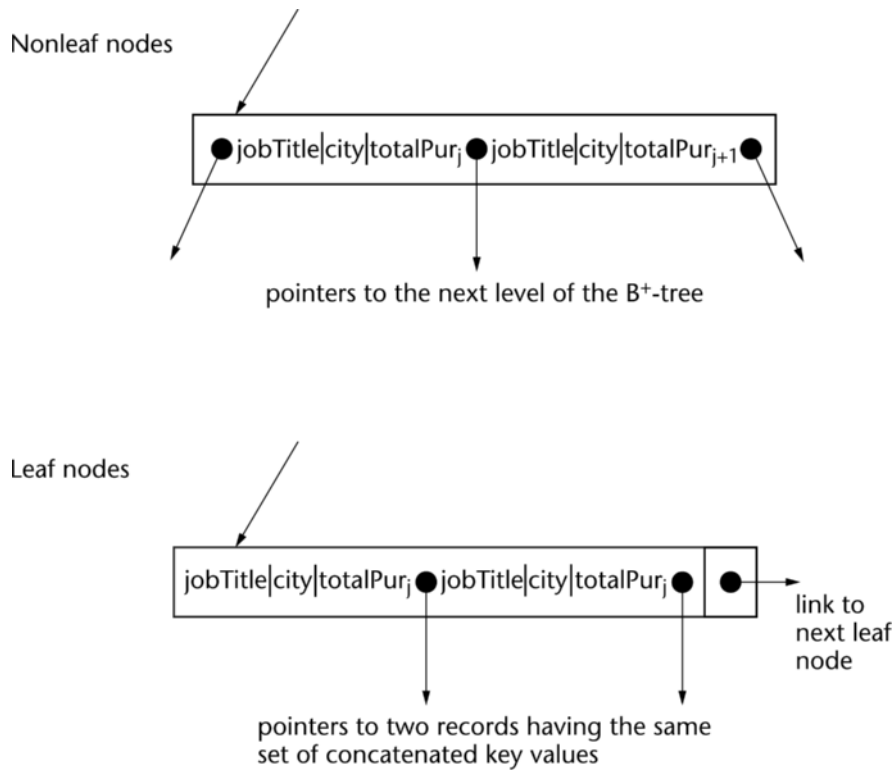 Nonleaf nodes
jobTitle|city|totalPurj jobTitle|city|totalPurj+1
pointers to the next level of the B+-tree
Leaf nodes
jobTitle|city|totalPurj jobTitle|city|totalPurj
link to
next leaf
node
pointers to two records having the same
set of concatenated key values